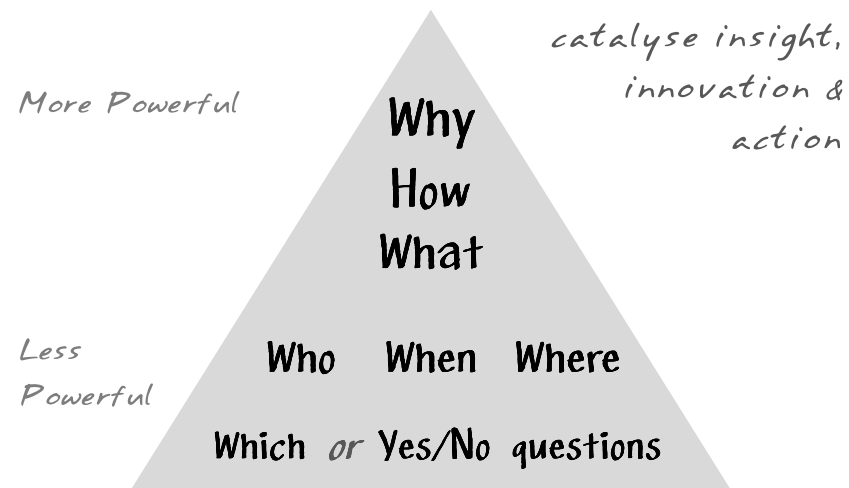 catalyse insight,
innovation &
action
More Powerful
Why
How
What
Less
Powerful
Who When Where
Which or Yes/No questions